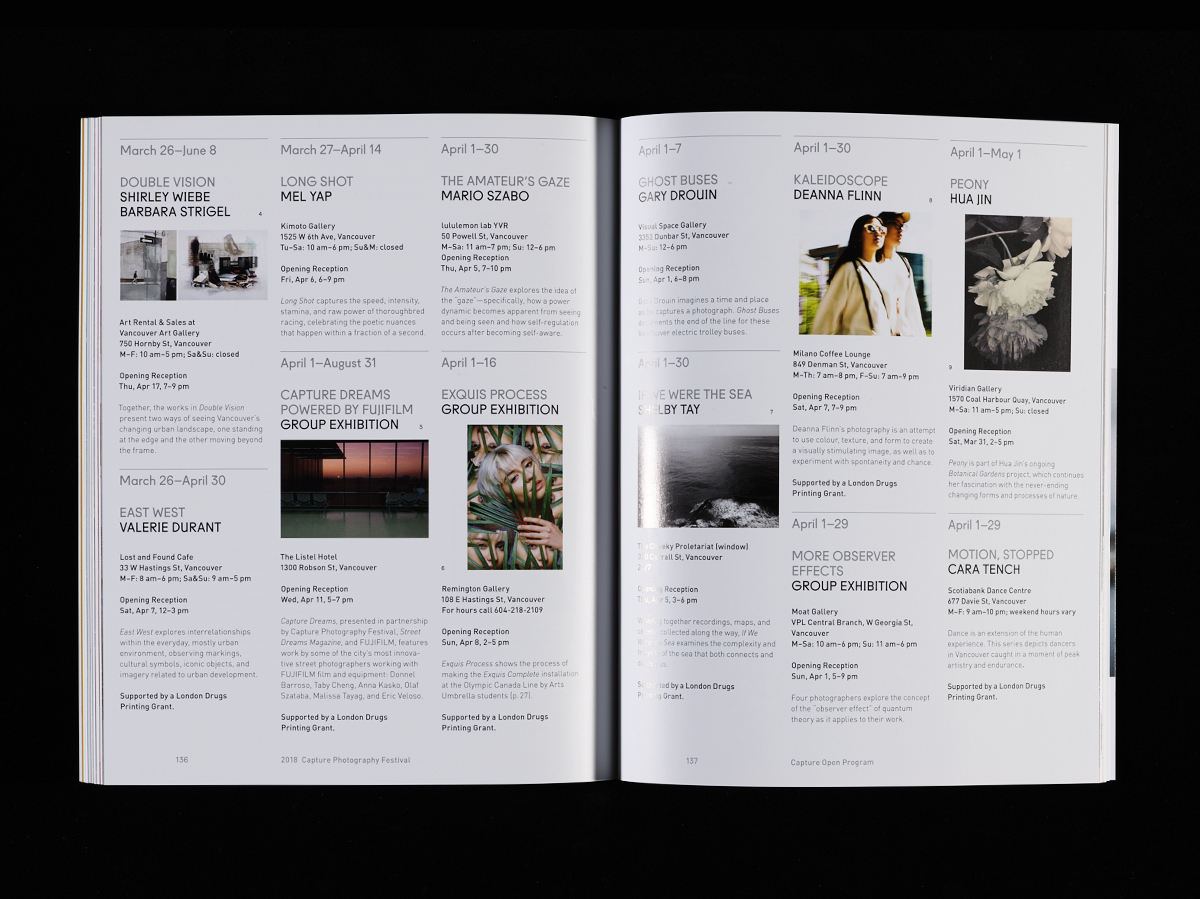 March 26–June 8
DOUBLE VISION
SHIRLEY WIEBE
BARBARA STRIGEL
4
Art Rental & Sales at
Vancouver Art Gallery
750 Hornby St, Vancouver
M–F: 10 am–5 pm; Sa&Su: closed
Opening Reception
Thu, Apr 17, 7–9 pm
Together, the works in Double Vision
present two ways of seeing Vancouver's
changing urban landscape, one standing
at the edge and the other moving beyond
the frame.
March 26–April 30
EAST WEST
VALERIE DURANT
Lost and Found Cafe
33 W Hastings St, Vancouver
M–F: 8 am–6 pm; Sa&Su: 9 am–5 pm
Opening Reception
Sat, Apr 7, 12–3 pm
East West explores interrelationships
within the everyday, mostly urban
environment, observing markings,
cultural symbols, iconic objects, and
imagery related to urban development.
Supported by a London Drugs
Printing Grant.
March 27–April 14
LONG SHOT
MEL YAP
Kimoto Gallery
1525 W 6th Ave, Vancouver
Tu–Sa: 10 am–6 pm; Su&M: closed
Opening Reception
Fri, Apr 6, 6–9 pm
Long Shot captures the speed, intensity,
stamina, and raw power of thoroughbred
racing, celebrating the poetic nuances
that happen within a fraction of a second.
April 1–August 31
CAPTURE DREAMS
POWERED BY FUJIFILM
GROUP EXHIBITION
5
The Listel Hotel
1300 Robson St, Vancouver
Opening Reception
Wed, Apr 11, 5–7 pm
Capture Dreams, presented in partnership
by Capture Photography Festival, Street
Dreams Magazine, and FUJIFILM, features
work by some of the city's most innova-
tive street photographers working with
FUJIFILM film and equipment: Donnel
Barroso, Taby Cheng, Anna Kasko, Olaf
Szataba, Malissa Tayag, and Eric Veloso.
Supported by a London Drugs
Printing Grant.
April 1–30
THE AMATEUR'S GAZE
MARIO SZABO
lululemon lab YVR
50 Powell St, Vancouver
M–Sa: 11 am–7 pm; Su: 12–6 pm
Opening Reception
Thu, Apr 5, 7–10 pm
The Amateur's Gaze explores the idea of
the "gaze"—specifically, how a power
dynamic becomes apparent from seeing
and being seen and how self-regulation
occurs after becoming self-aware.
April 1–16
EXQUIS PROCESS
GROUP EXHIBITION
6
Remington Gallery
108 E Hastings St, Vancouver
For hours call 604-218-2109
Opening Reception
Sun, Apr 8, 2–5 pm
Exquis Process shows the process of
making the Exquis Complete installation
at the Olympic Canada Line by Arts
Umbrella students (p. 27).
Supported by a London Drugs
Printing Grant.
136
2018 Capture Photography Festival
April 1–7
GHOST BUSES
GARY DROUIN
Visual Space Gallery
3353 Dunbar St, Vancouver
M–Su: 12–6 pm
Opening Reception
Sun, Apr 1, 6–8 pm
Gary Drouin imagines a time and place
as he captures a photograph. Ghost Buses
documents the end of the line for these
Vancouver electric trolley buses.
April 1–30
IF WE WERE THE SEA
SHELBY TAY
7
The Cheeky Proletariat (window)
Carrall St, Vancouver
Opening Reception
Thu, Apr 5, 3–6 pm
together recordings, maps, and
collected along the way, If We
Sea examines the complexity and
of the sea that both connects and
Supported by a London Drugs
Printing Grant.
April 1–30
KALEIDOSCOPE
DEANNA FLINN
8
Milano Coffee Lounge
849 Denman St, Vancouver
M–Th: 7 am–8 pm, F–Su: 7 am–9 pm
Opening Reception
Sat, Apr 7, 7–9 pm
Deanna Flinn's photography is an attempt
to use colour, texture, and form to create
a visually stimulating image, as well as to
experiment with spontaneity and chance.
Supported by a London Drugs
Printing Grant.
April 1–29
MORE OBSERVER
EFFECTS
GROUP EXHIBITION
Moat Gallery
VPL Central Branch, W Georgia St,
Vancouver
M–Sa: 10 am–6 pm; Su: 11 am–6 pm
Opening Reception
Sun, Apr 1, 5–9 pm
Four photographers explore the concept
of the "observer effect" of quantum
theory as it applies to their work.
April 1–May 1
PEONY
HUA JIN
9
Viridian Gallery
1570 Coal Harbour Quay, Vancouver
M–Sa: 11 am–5 pm; Su: closed
Opening Reception
Sat, Mar 31, 2–5 pm
Peony is part of Hua Jin's ongoing
Botanical Gardens project, which continues
her fascination with the never-ending
changing forms and processes of nature.
April 1–29
MOTION, STOPPED
CARA TENCH
Scotiabank Dance Centre
677 Davie St, Vancouver
M–F: 9 am–10 pm; weekend hours vary
Dance is an extension of the human
experience. This series depicts dancers
in Vancouver caught in a moment of peak
artistry and endurance.
Supported by a London Drugs
Printing Grant.
137
Capture Open Program